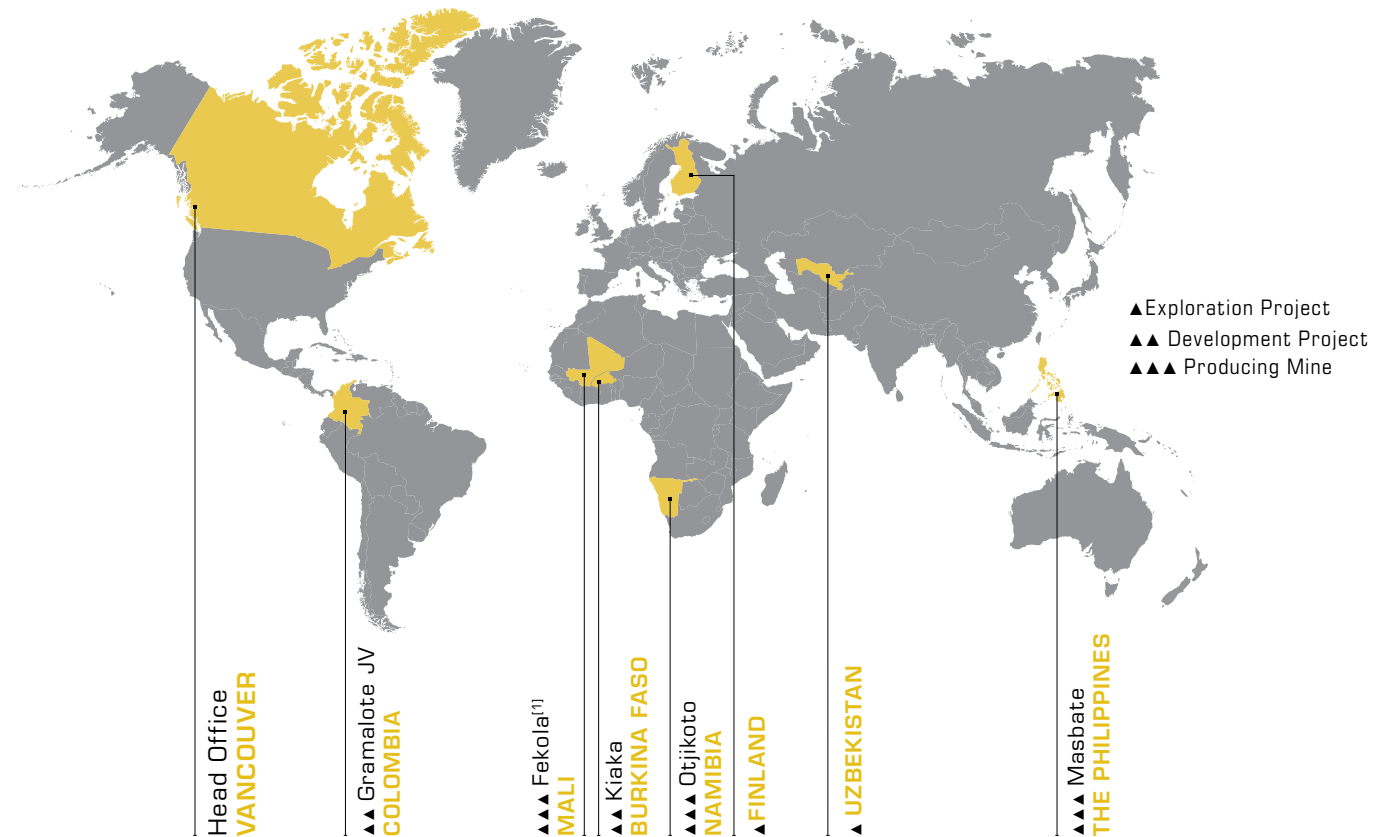 ▲Exploration Project
▲▲ Development Project
▲▲▲ Producing Mine
Head Office
VANCOUVER
▲▲ Gramalote JV
COLOMBIA
▲▲▲ Fekola[1]
MALI
▲▲ Kiaka
BURKINA FASO
▲▲▲ Otjikoto
NAMIBIA
▲ FINLAND
▲ UZBEKISTAN
▲▲▲ Masbate
THE PHILIPPINES